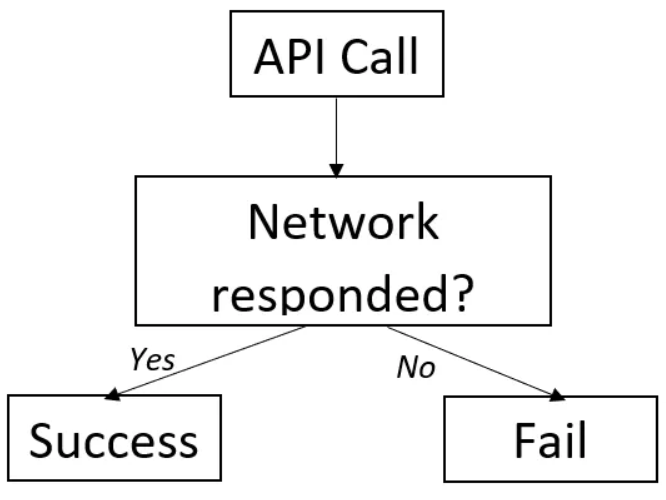 API Call
Network
responded?
Yes
No
Success
Fail